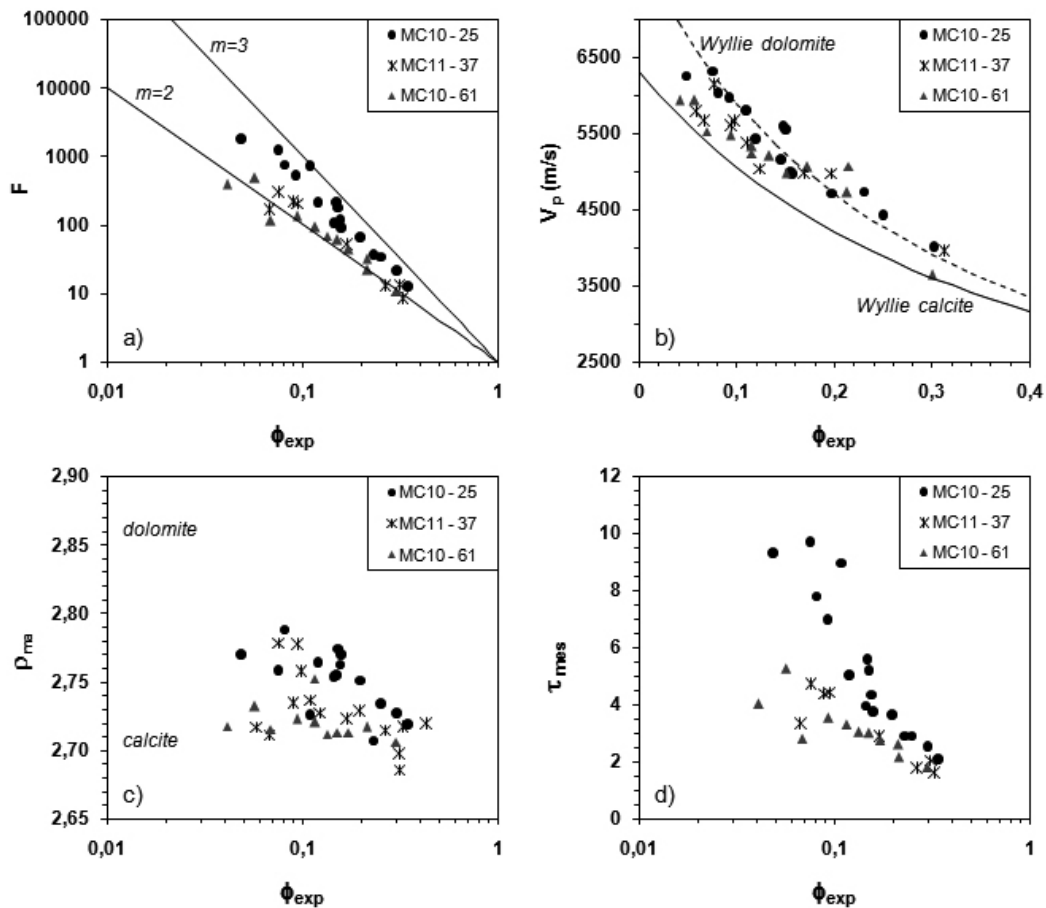 100000
10000
1000
100
10
1
F
m=3
m=2
MC10 - 25
MC11 - 37
MC10 - 61
a)
0,01
0,1
1
ϕexp
6500
5500
4500
3500
2500
Vp (m/s)
Wyllie dolomite
MC10 - 25
MC11 - 37
MC10 - 61
Wyllie calcite
b)
0
0,1
0,2
0,3
0,4
ϕexp
2,90
2,85
2,80
2,75
2,70
2,65
ρma
dolomite
MC10 - 25
MC11 - 37
MC10 - 61
calcite
c)
0,01
0,1
1
ϕexp
12
10
8
6
4
2
0
τmes
MC10 - 25
MC11 - 37
MC10 - 61
d)
0,01
0,1
1
ϕexp